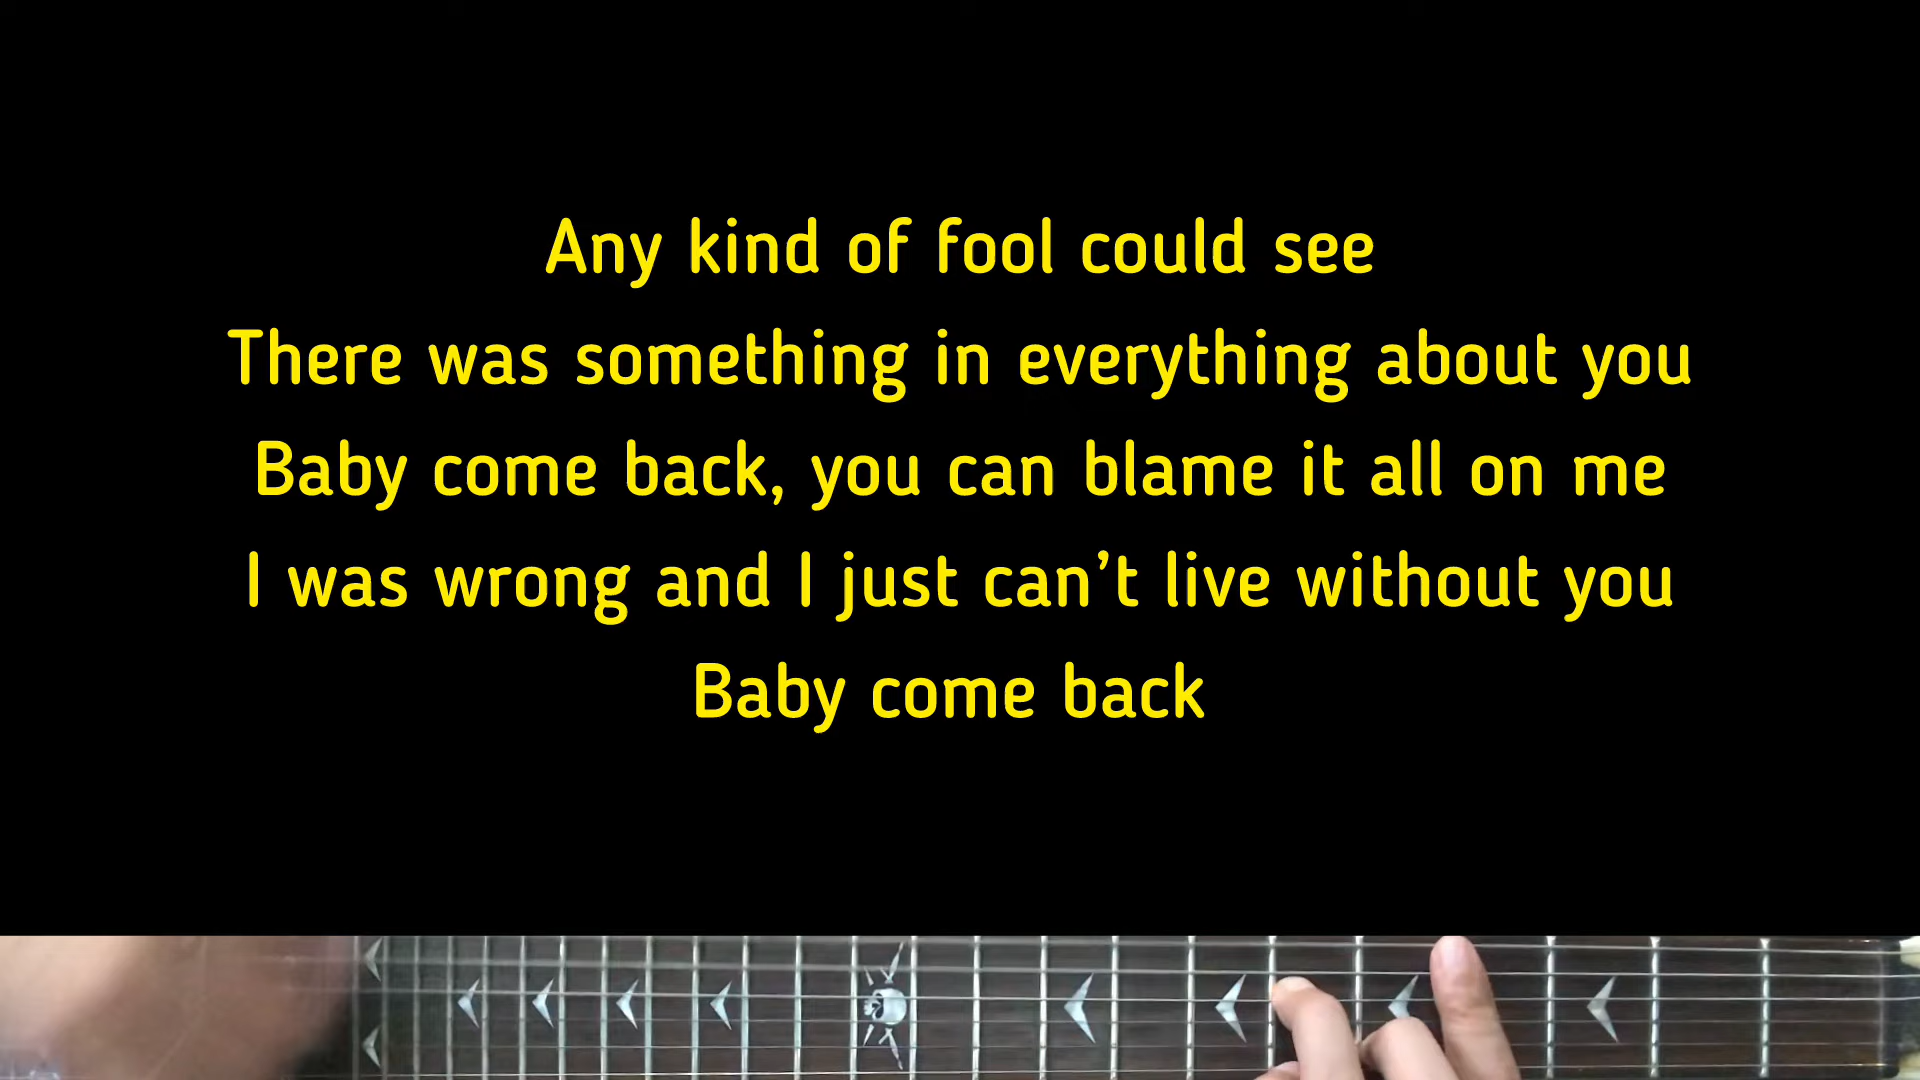 Any kind of fool could see
There was something in everything about you
Baby come back, you can blame it all on me
I was wrong and I just can’t live without you
Baby come back